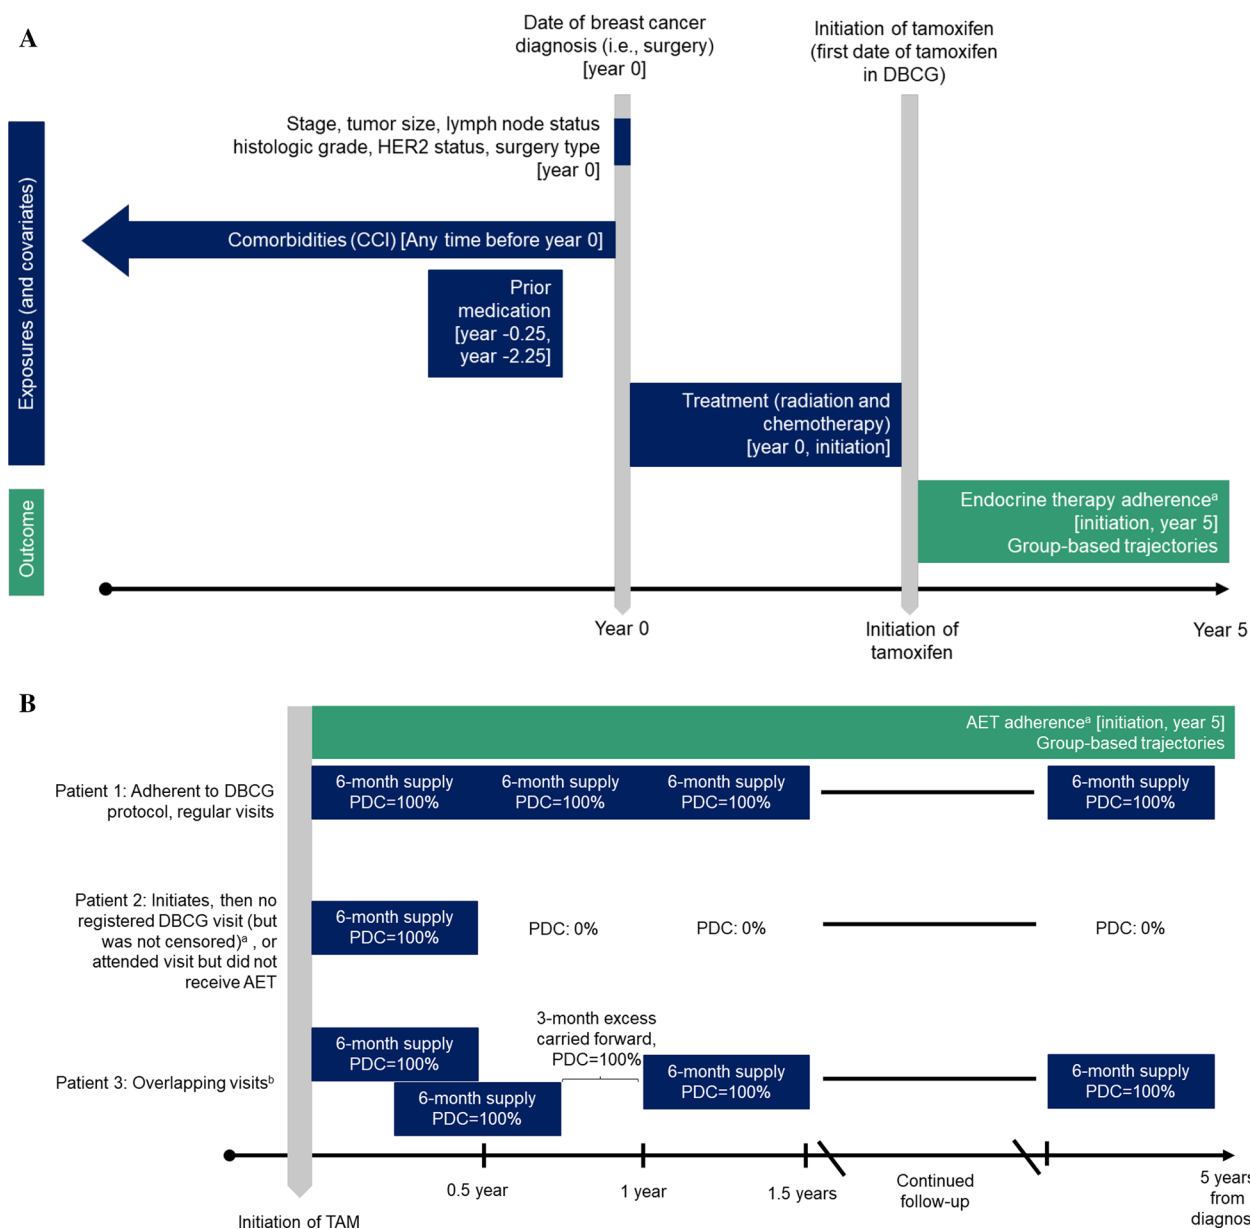 A
Date of breast cancer
diagnosis (i.e., surgery)
[year 0]
Initiation of tamoxifen
(first date of tamoxifen
in DBCG)
Exposures (and covariates)
Stage, tumor size, lymph node status
histologic grade, HER2 status, surgery type
[year 0]
Comorbidities (CCI) [Any time before year 0]
Prior
medication
[year -0.25,
year -2.25]
Treatment (radiation and
chemotherapy)
[year 0, initiation]
Outcome
Endocrine therapy adherenceᵃ
[initiation, year 5]
Group-based trajectories
Year 0
Initiation of
tamoxifen
Year 5
B
AET adherenceᵃ [initiation, year 5]
Group-based trajectories
Patient 1: Adherent to DBCG
protocol, regular visits
6-month supply
PDC=100%
6-month supply
PDC=100%
6-month supply
PDC=100%
6-month supply
PDC=100%
Patient 2: Initiates, then no
registered DBCG visit (but
was not censored)ᵃ , or
attended visit but did not
receive AET
6-month supply
PDC=100%
PDC: 0%
PDC: 0%
PDC: 0%
Patient 3: Overlapping visitsᵇ
6-month supply
PDC=100%
6-month supply
PDC=100%
3-month excess
carried forward,
PDC=100%
6-month supply
PDC=100%
6-month supply
PDC=100%
Initiation of TAM
0.5 year
1 year
1.5 years
Continued
follow-up
5 years
from
diagnos